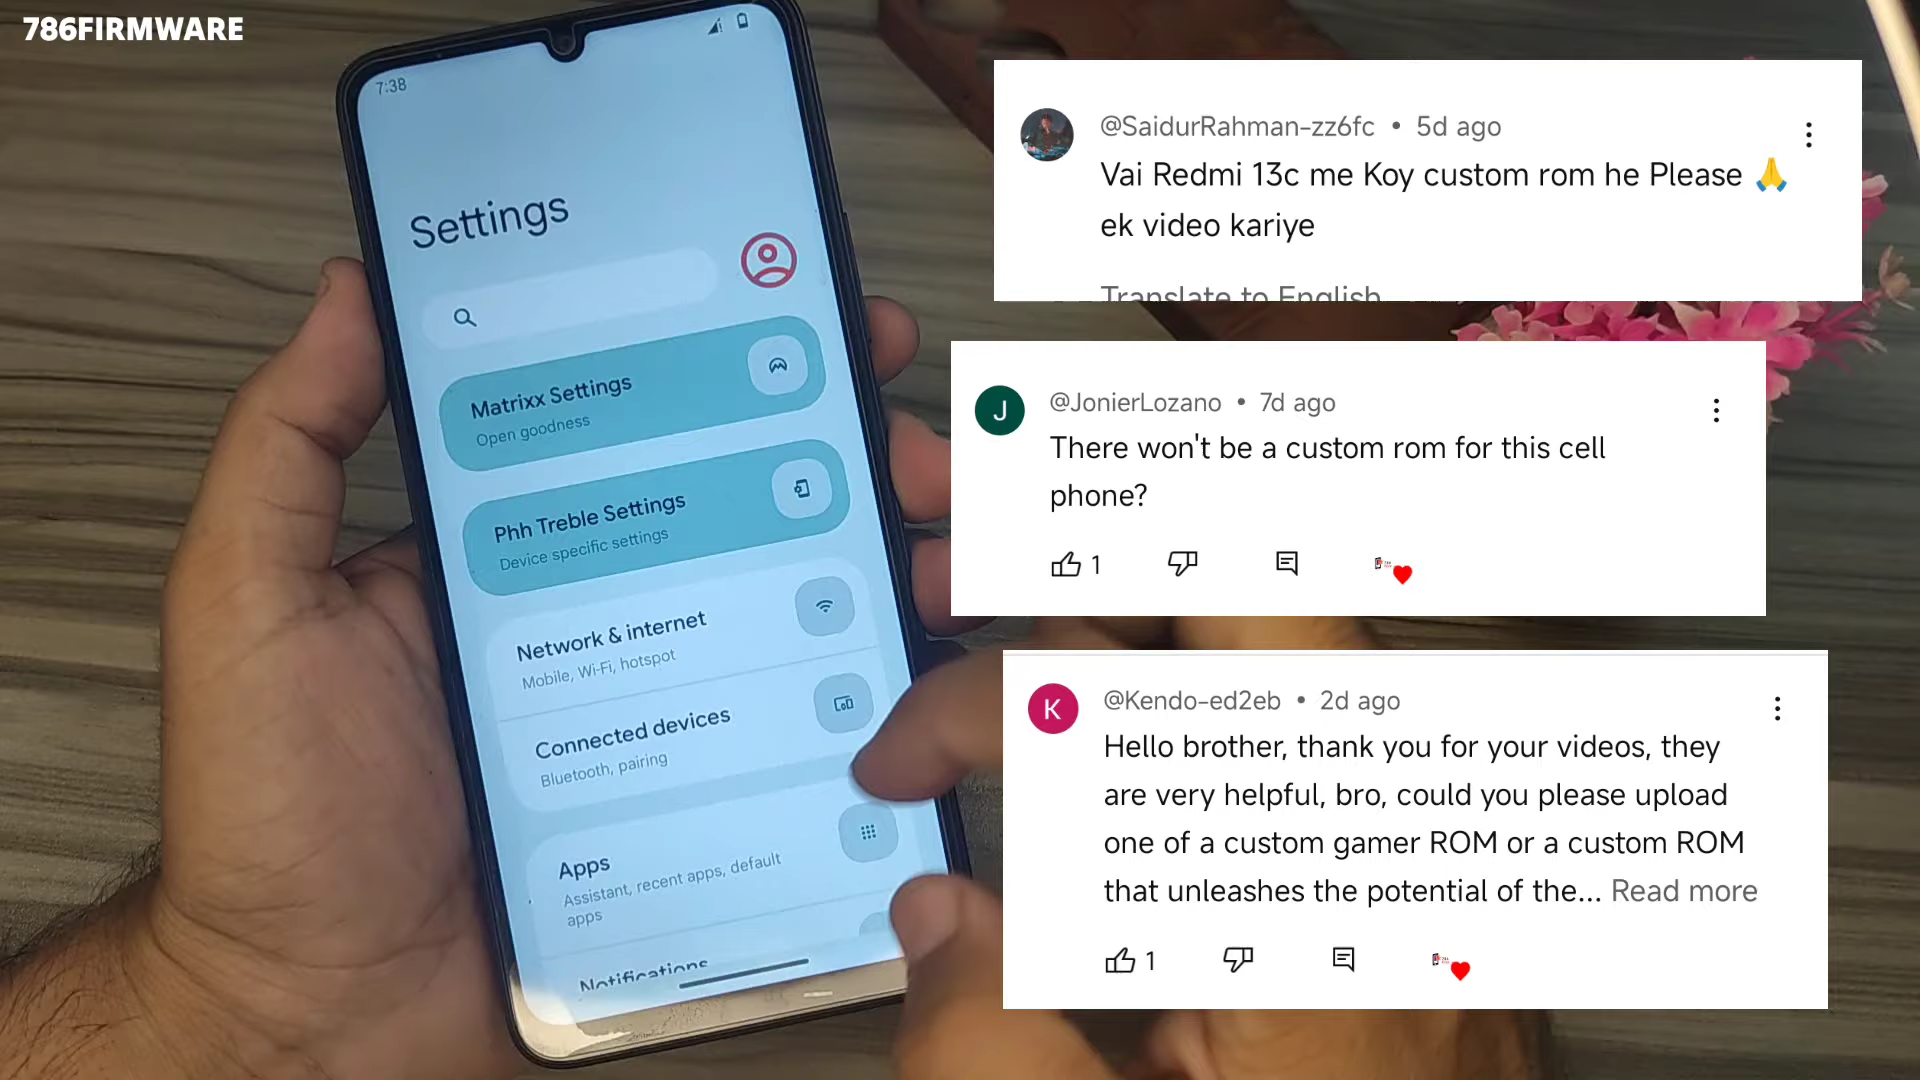 786FIRMWARE
7:38
Settings
Matrixx Settings
Open goodness
Phh Treble Settings
Device specific settings
Network & internet
Mobile, Wi-Fi, hotspot
Connected devices
Bluetooth, pairing
Apps
Assistant, recent apps, default
apps
Notifications
@SaidurRahman-zz6fc • 5d ago
Vai Redmi 13c me Koy custom rom he Please 🙏
ek video kariye
Translate to English
J
@JonierLozano • 7d ago
There won't be a custom rom for this cell
phone?
1
K
@Kendo-ed2eb • 2d ago
Hello brother, thank you for your videos, they
are very helpful, bro, could you please upload
one of a custom gamer ROM or a custom ROM
that unleashes the potential of the... Read more
1